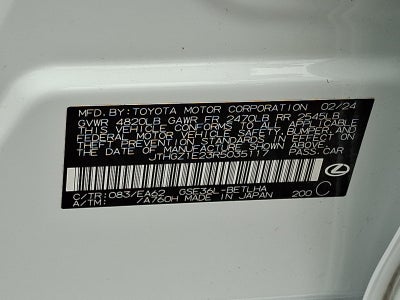 MFD. BY: TOYOTA MOTOR CORPORATION 02/24
GVWR 4820LB GAWR FR 2470LB RR 2545LB
THIS VEHICLE CONFORMS TO ALL APPLICABLE
FEDERAL MOTOR VEHICLE SAFETY, BUMPER, AND
THEFT PREVENTION STANDARDS IN EFFECT ON
THE DATE OF MANUFACTURE SHOWN ABOVE.
JTHGZ1E23R5035117 PASS.CAR
C/TR: 083/EA62 GSE36L-BETLHA
A/TM: /A760H MADE IN JAPAN 200 C